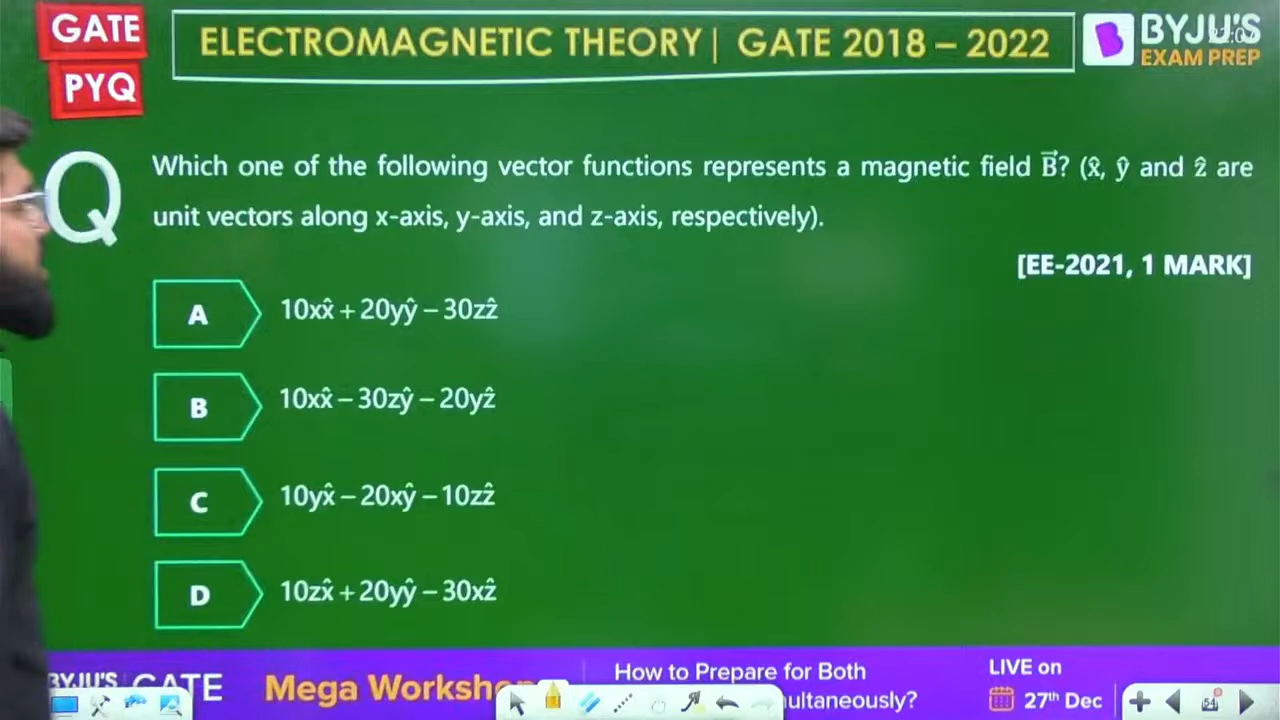 GATE
PYQ
ELECTROMAGNETIC THEORY | GATE 2018 – 2022
BYJU'S
EXAM PREP
Q
Which one of the following vector functions represents a magnetic field B⃗? (x̂, ŷ and ẑ are
unit vectors along x-axis, y-axis, and z-axis, respectively).
[EE-2021, 1 MARK]
A 10xx̂ + 20yŷ – 30zẑ
B 10xx̂ – 30zŷ – 20yẑ
C 10yx̂ – 20xŷ – 10zẑ
D 10zx̂ + 20yŷ – 30xẑ
BYJU'S GATE
Mega
How to Prepare for Both
LIVE on
27th Dec
54